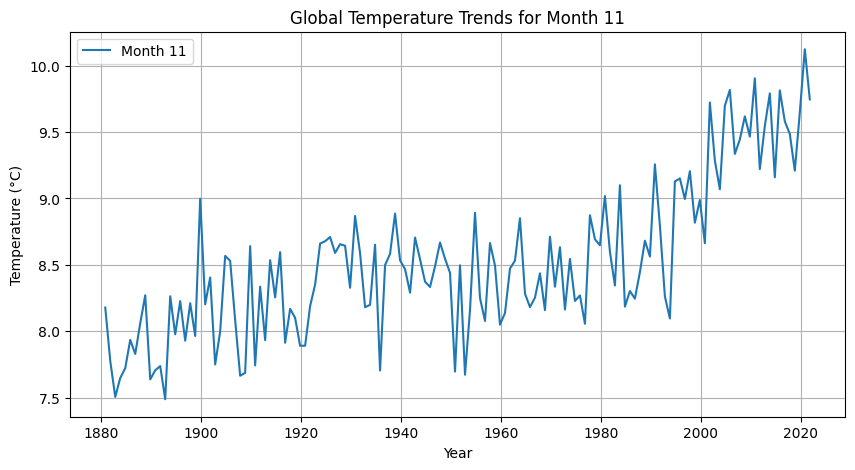 Global Temperature Trends for Month 11
Month 11
Temperature (°C)
10.0
9.5
9.0
8.5
8.0
7.5
1880 1900 1920 1940 1960 1980 2000 2020
Year